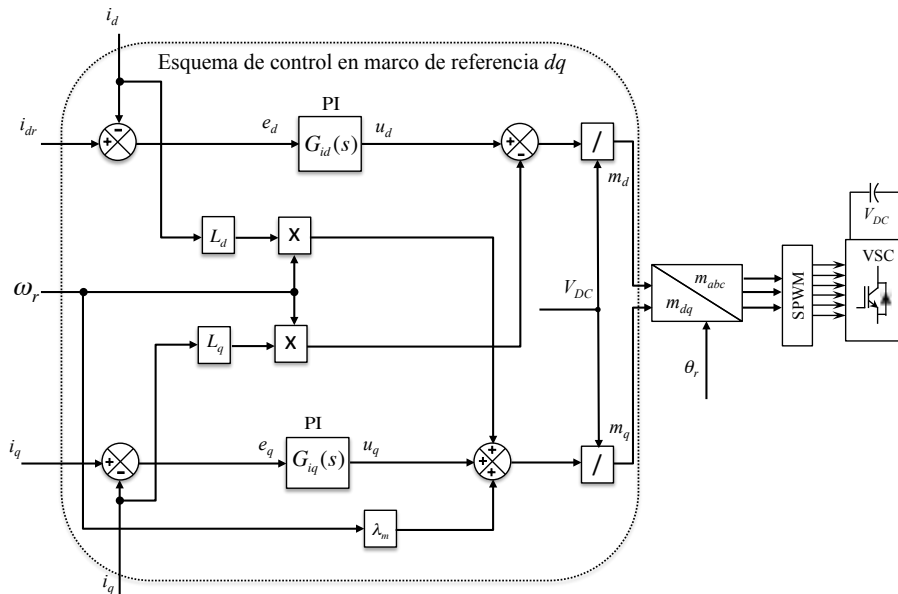 i_d
Esquema de control en marco de referencia dq
PI
i_dr
+
-
e_d
G_id(s)
u_d
+
-
/
m_d
V_DC
L_d
X
VSC
ω_r
V_DC
m_abc
m_dq
SPWM
L_q
X
θ_r
PI
m_q
i_q
+
-
e_q
G_iq(s)
u_q
+
+
+
/
λ_m
i_q